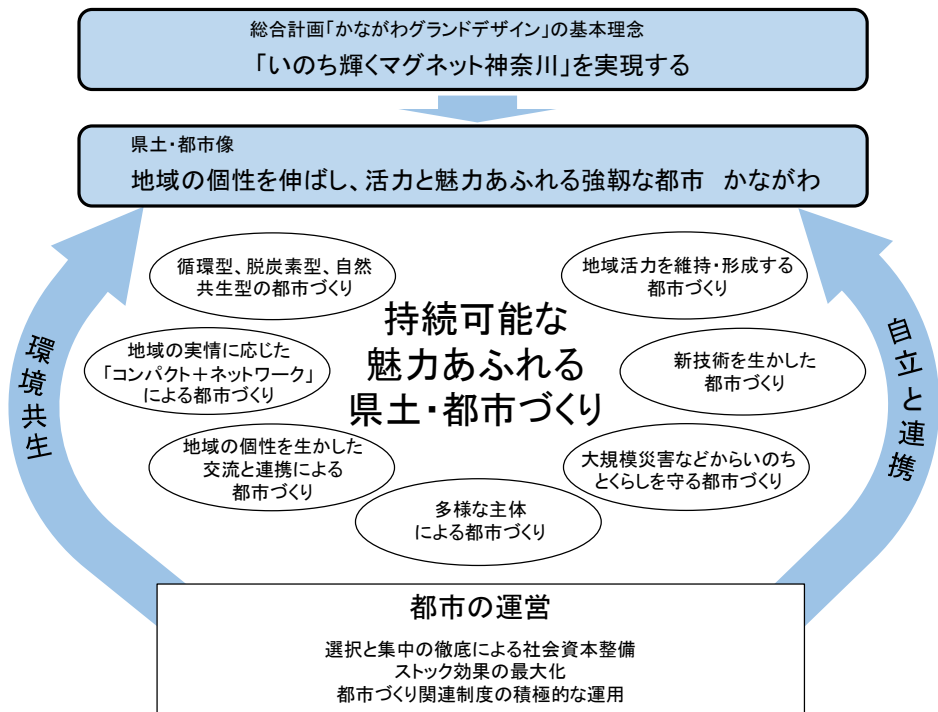 総合計画「かながわグランドデザイン」の基本理念
「いのち輝くマグネット神奈川」を実現する
県土・都市像
地域の個性を伸ばし、活力と魅力あふれる強靱な都市　かながわ
循環型、脱炭素型、自然
共生型の都市づくり
地域活力を維持・形成する
都市づくり
持続可能な
魅力あふれる
県土・都市づくり
環境共生
地域の実情に応じた
「コンパクト＋ネットワーク」
による都市づくり
新技術を生かした
都市づくり
自立と連携
地域の個性を生かした
交流と連携による
都市づくり
大規模災害などからいのち
とくらしを守る都市づくり
多様な主体
による都市づくり
都市の運営
選択と集中の徹底による社会資本整備
ストック効果の最大化
都市づくり関連制度の積極的な運用